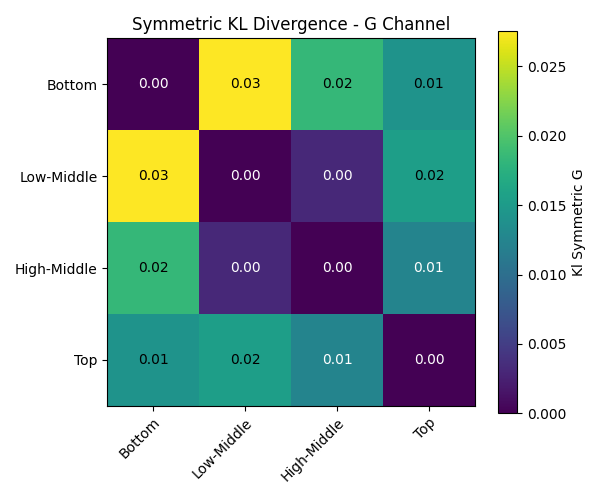 Symmetric KL Divergence - G Channel
Bottom 0.00 0.03 0.02 0.01
Low-Middle 0.03 0.00 0.00 0.02
High-Middle 0.02 0.00 0.00 0.01
Top 0.01 0.02 0.01 0.00
Bottom Low-Middle High-Middle Top
0.025
0.020
0.015
0.010
0.005
0.000
Kl Symmetric G